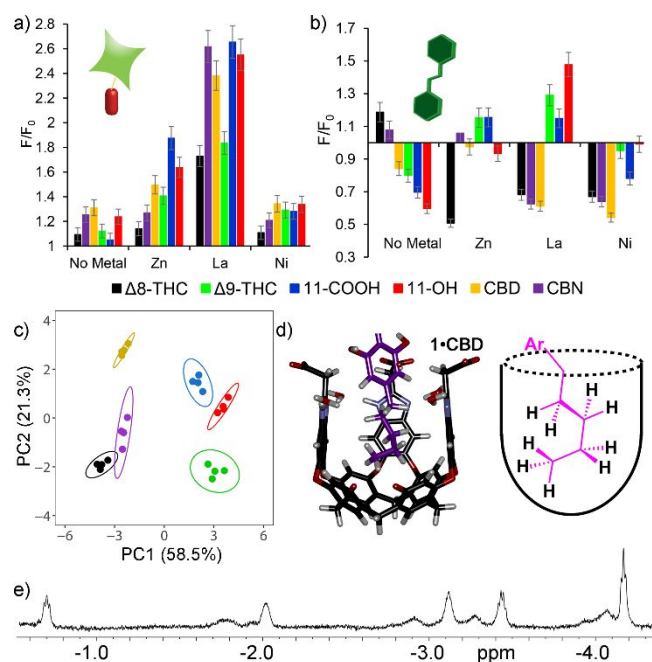 a)
2.8
2.6
2.4
2.2
2
1.8
1.6
1.4
1.2
1
F/F0
No Metal Zn La Ni
b)
1.7
1.5
1.3
1.1
0.9
0.7
0.5
0.3
F/F0
No Metal Zn La Ni
Δ8-THC Δ9-THC 11-COOH 11-OH CBD CBN
c)
4
2
0
−2
−4
PC2 (21.3%)
−6 −3 0 3 6
PC1 (58.5%)
d)
1•CBD
Ar
H H H
H H
H H
H H
H H
e)
-1.0 -2.0 -3.0 ppm -4.0